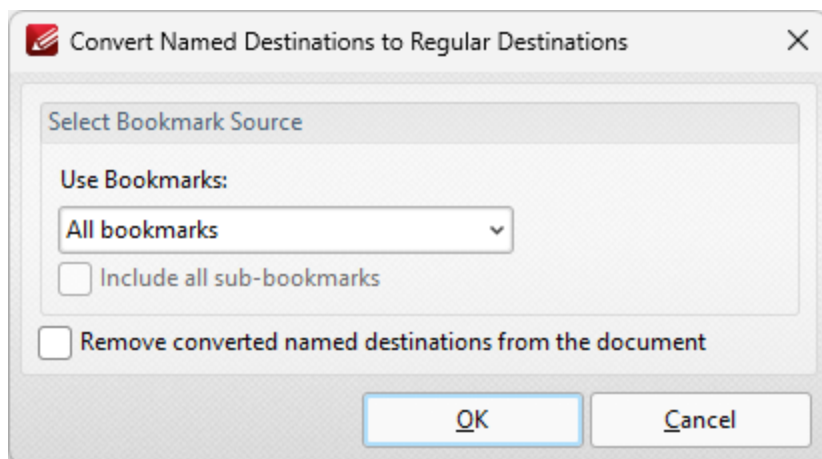 Convert Named Destinations to Regular Destinations
Select Bookmark Source
Use Bookmarks:
All bookmarks
Include all sub-bookmarks
Remove converted named destinations from the document
OK
Cancel